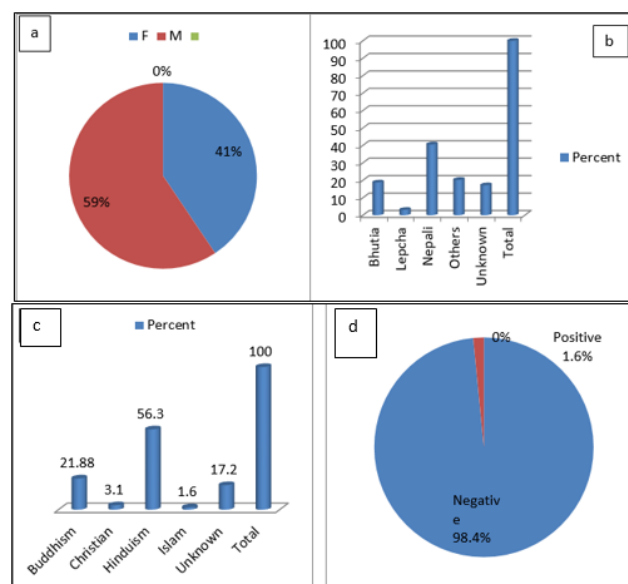 a
F M
0%
41%
59%
b
100
90
80
70
60
50
40
30
20
10
0
Bhutia
Lepcha
Nepali
Others
Unknown
Total
Percent
c
Percent
21.88
3.1
56.3
1.6
17.2
100
Buddhism
Christian
Hinduism
Islam
Unknown
Total
d
0%
Positive
1.6%
Negativ
e
98.4%